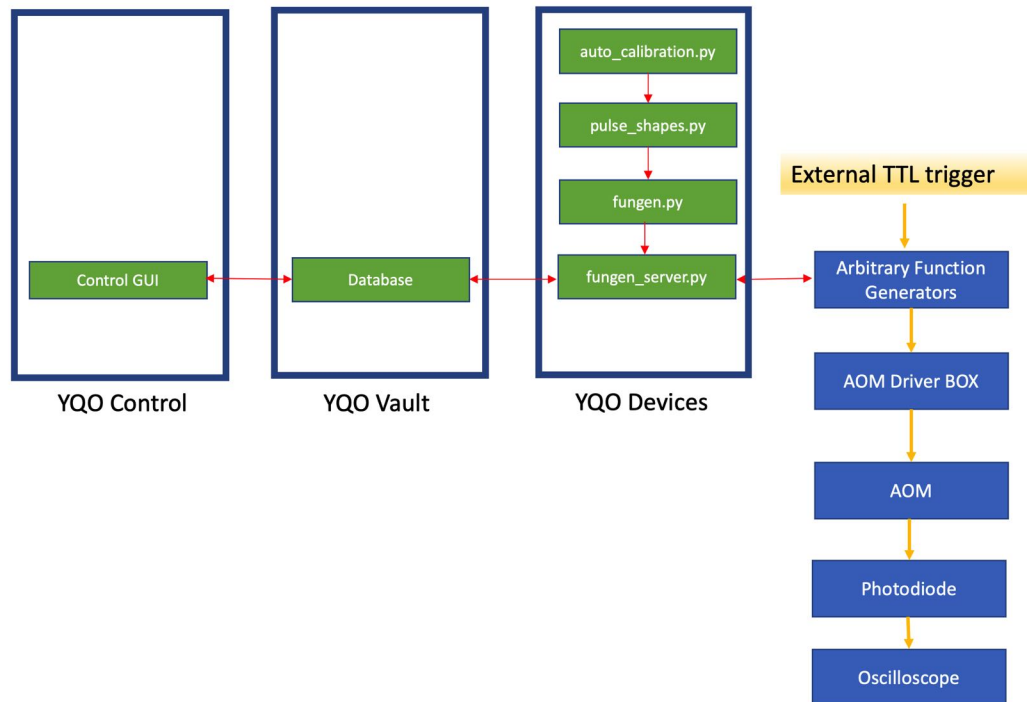 auto_calibration.py
pulse_shapes.py
fungen.py
fungen_server.py
Control GUI
Database
YQO Control
YQO Vault
YQO Devices
External TTL trigger
Arbitrary Function
Generators
AOM Driver BOX
AOM
Photodiode
Oscilloscope